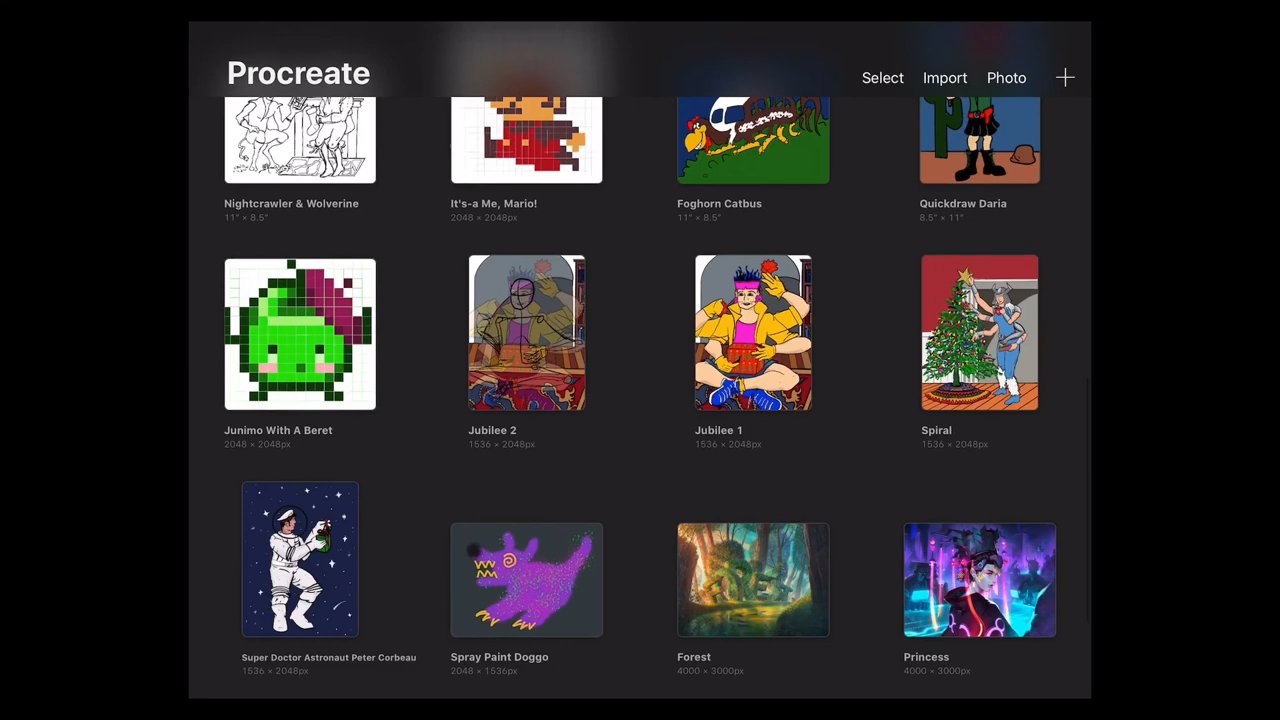 Procreate
Select Import Photo
Nightcrawler & Wolverine
11" × 8.5"
It's-a Me, Mario!
2048 × 2048px
Foghorn Catbus
11" × 8.5"
Quickdraw Daria
8.5" × 11"
Junimo With A Beret
2048 × 2048px
Jubilee 2
1536 × 2048px
Jubilee 1
1536 × 2048px
Spiral
1536 × 2048px
Super Doctor Astronaut Peter Corbeau
1536 × 2048px
Spray Paint Doggo
2048 × 1536px
Forest
4000 × 3000px
Princess
4000 × 3000px